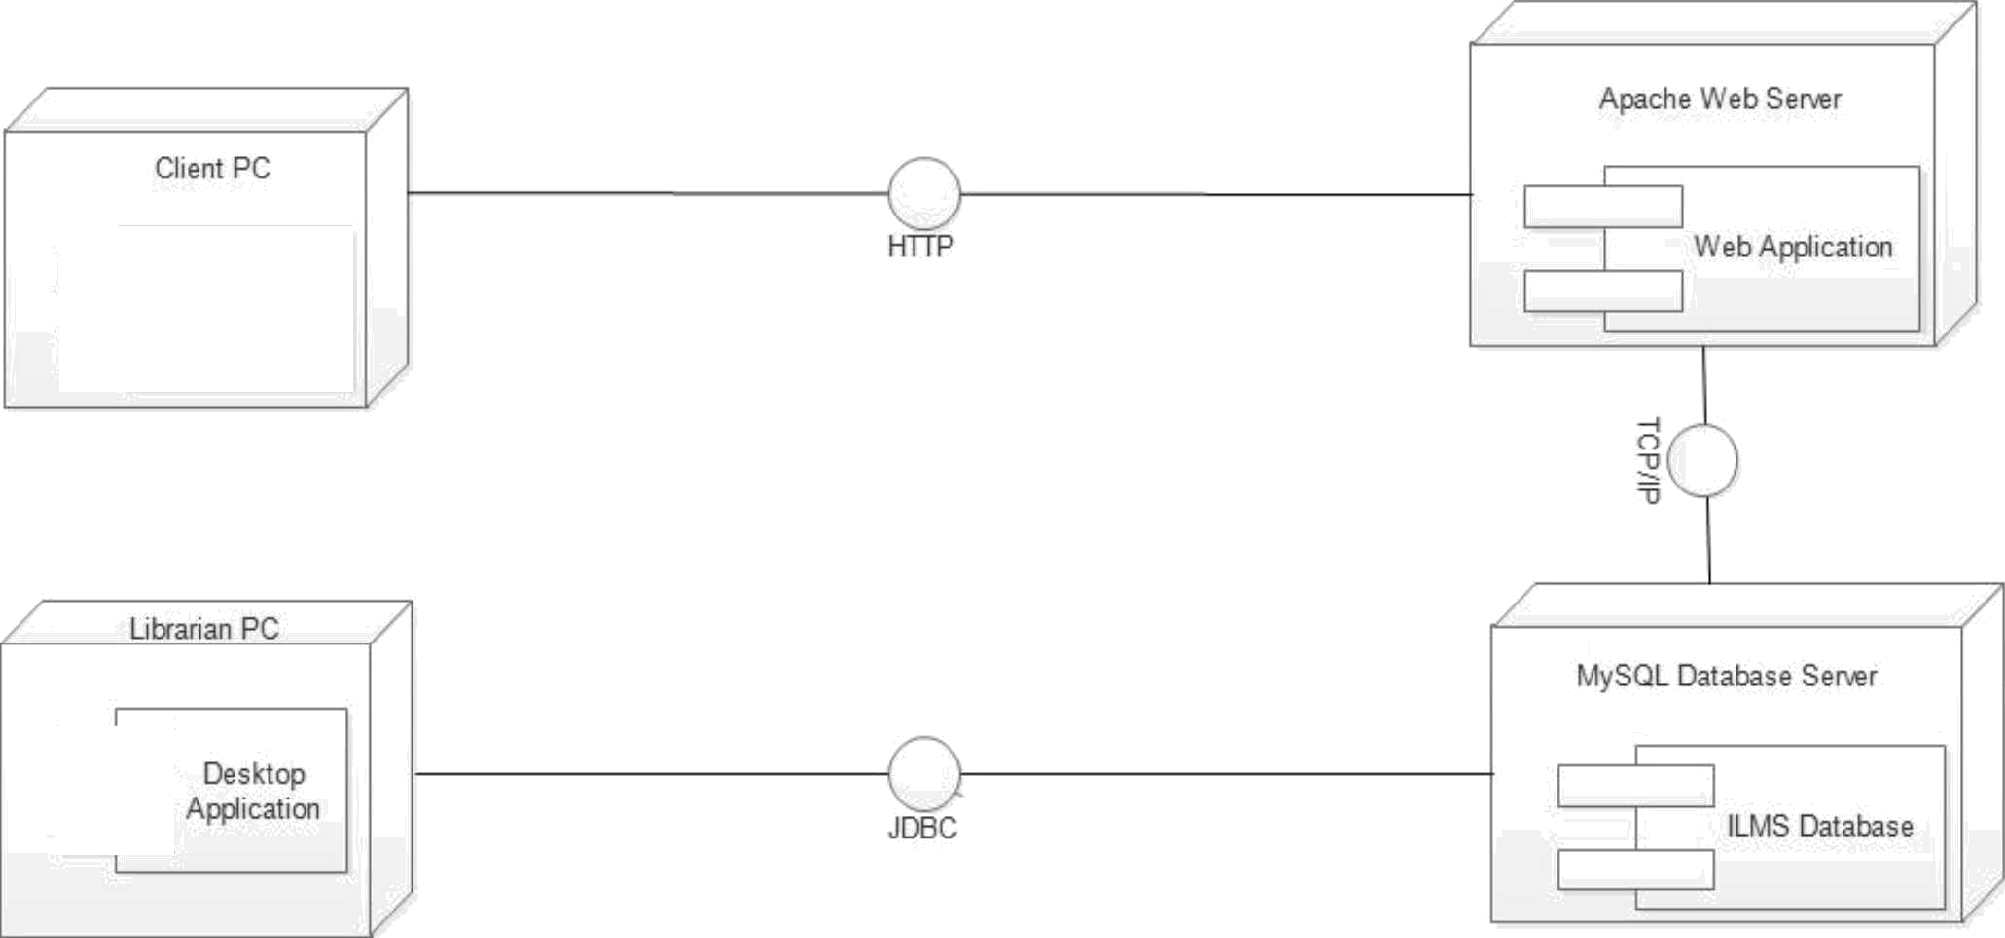 Apache Web Server
Client PC
HTTP
Web Application
TCP/IP
Librarian PC
MySQL Database Server
Desktop
Application
JDBC
ILMS Database